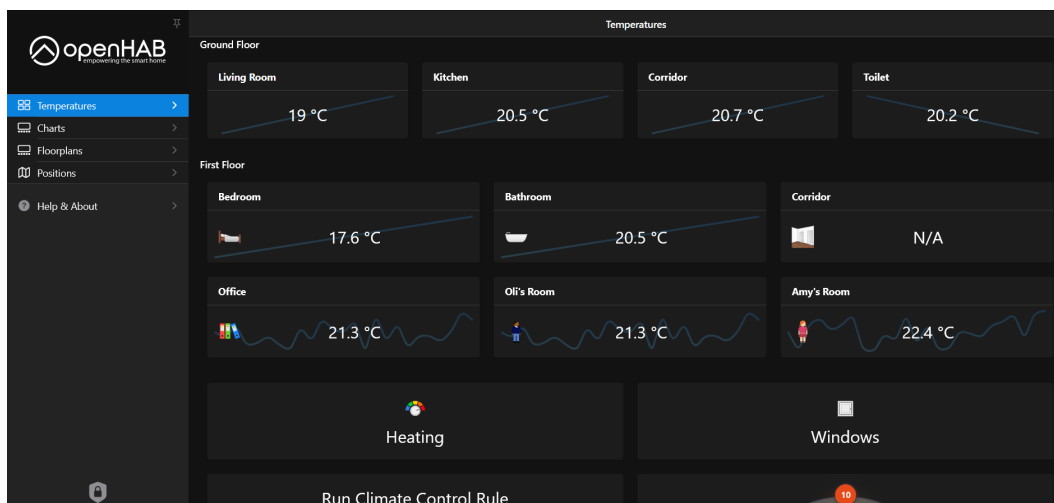 openHAB
empowering the smart home
Temperatures
Charts
Floorplans
Positions
Help & About
Temperatures
Ground Floor
Living Room
19 °C
Kitchen
20.5 °C
Corridor
20.7 °C
Toilet
20.2 °C
First Floor
Bedroom
17.6 °C
Bathroom
20.5 °C
Corridor
N/A
Office
21.3 °C
Oli's Room
21.3 °C
Amy's Room
22.4 °C
Heating
Windows
Run Climate Control Rule
10